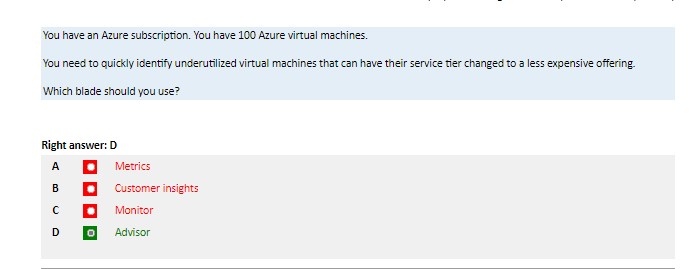 You have an Azure subscription. You have 100 Azure virtual machines.
You need to quickly identify underutilized virtual machines that can have their service tier changed to a less expensive offering.
Which blade should you use?
Right answer: D
A Metrics
B Customer insights
C Monitor
D Advisor